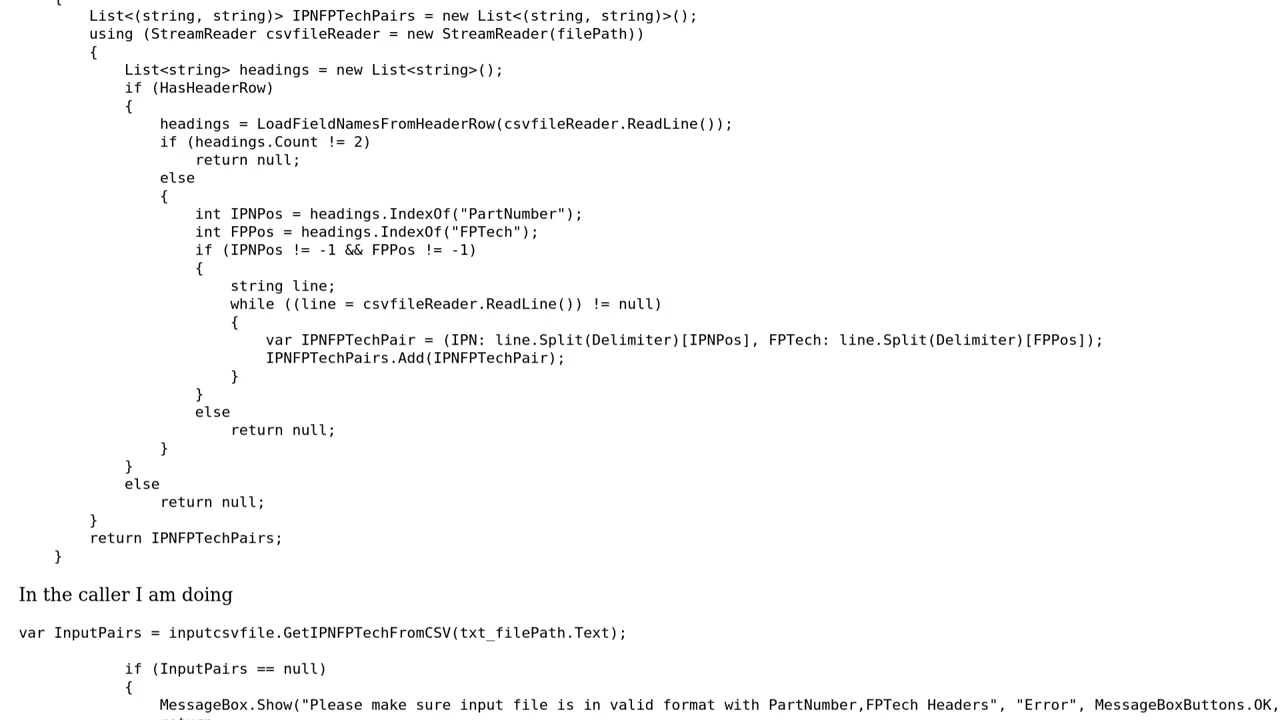 {
List<(string, string)> IPNFPTechPairs = new List<(string, string)>();
using (StreamReader csvfileReader = new StreamReader(filePath))
{
List<string> headings = new List<string>();
if (HasHeaderRow)
{
headings = LoadFieldNamesFromHeaderRow(csvfileReader.ReadLine());
if (headings.Count != 2)
return null;
else
{
int IPNPos = headings.IndexOf("PartNumber");
int FPPos = headings.IndexOf("FPTech");
if (IPNPos != -1 && FPPos != -1)
{
string line;
while ((line = csvfileReader.ReadLine()) != null)
{
var IPNFPTechPair = (IPN: line.Split(Delimiter)[IPNPos], FPTech: line.Split(Delimiter)[FPPos]);
IPNFPTechPairs.Add(IPNFPTechPair);
}
}
else
return null;
}
}
else
return null;
}
return IPNFPTechPairs;
}
In the caller I am doing
var InputPairs = inputcsvfile.GetIPNFPTechFromCSV(txt_filePath.Text);
if (InputPairs == null)
{
MessageBox.Show("Please make sure input file is in valid format with PartNumber,FPTech Headers", "Error", MessageBoxButtons.OK,